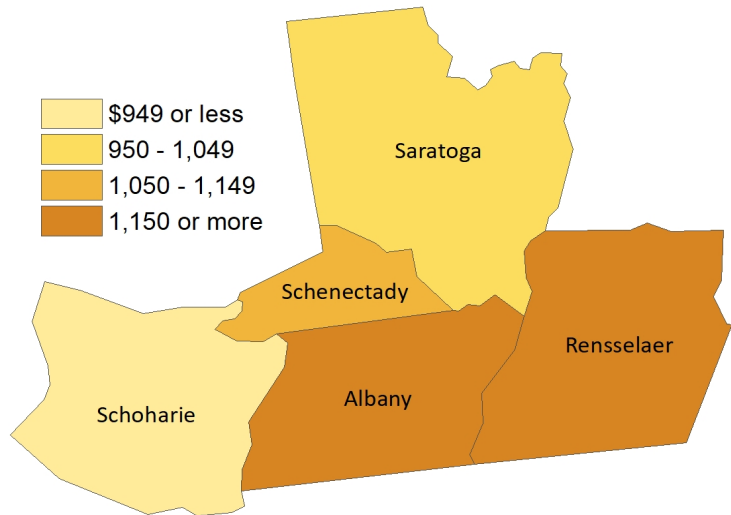 $949 or less
950 - 1,049
1,050 - 1,149
1,150 or more
Saratoga
Schenectady
Rensselaer
Albany
Schoharie